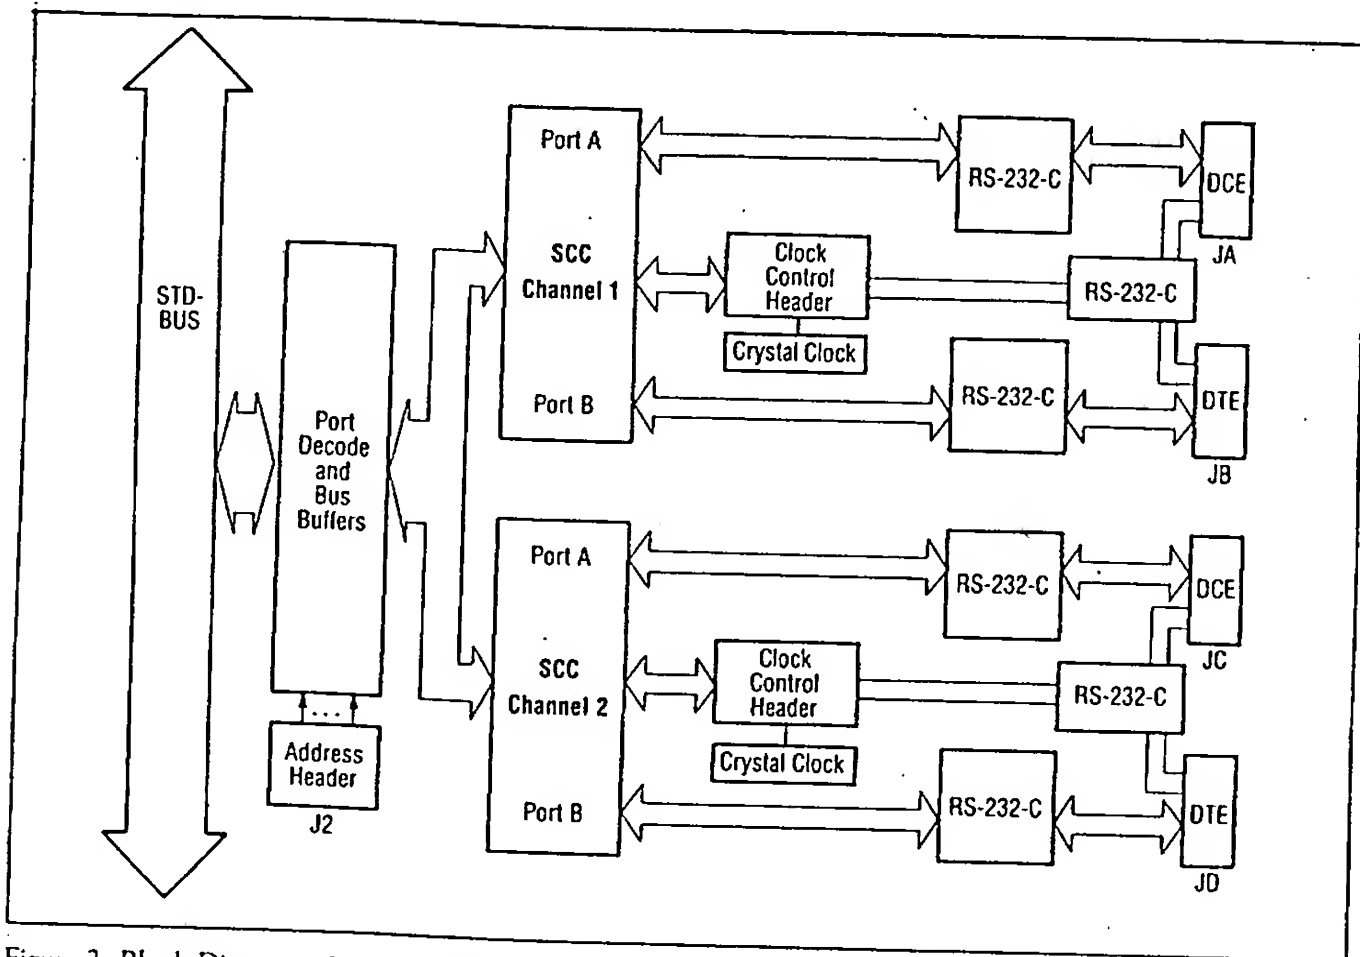 STD-
BUS
Port
Decode
and
Bus
Buffers
Address
Header
J2
Port A
SCC
Channel 1
Port B
Clock
Control
Header
Crystal Clock
RS-232-C
RS-232-C
RS-232-C
DCE
JA
DTE
JB
Port A
SCC
Channel 2
Port B
Clock
Control
Header
Crystal Clock
RS-232-C
RS-232-C
RS-232-C
DCE
JC
DTE
JD